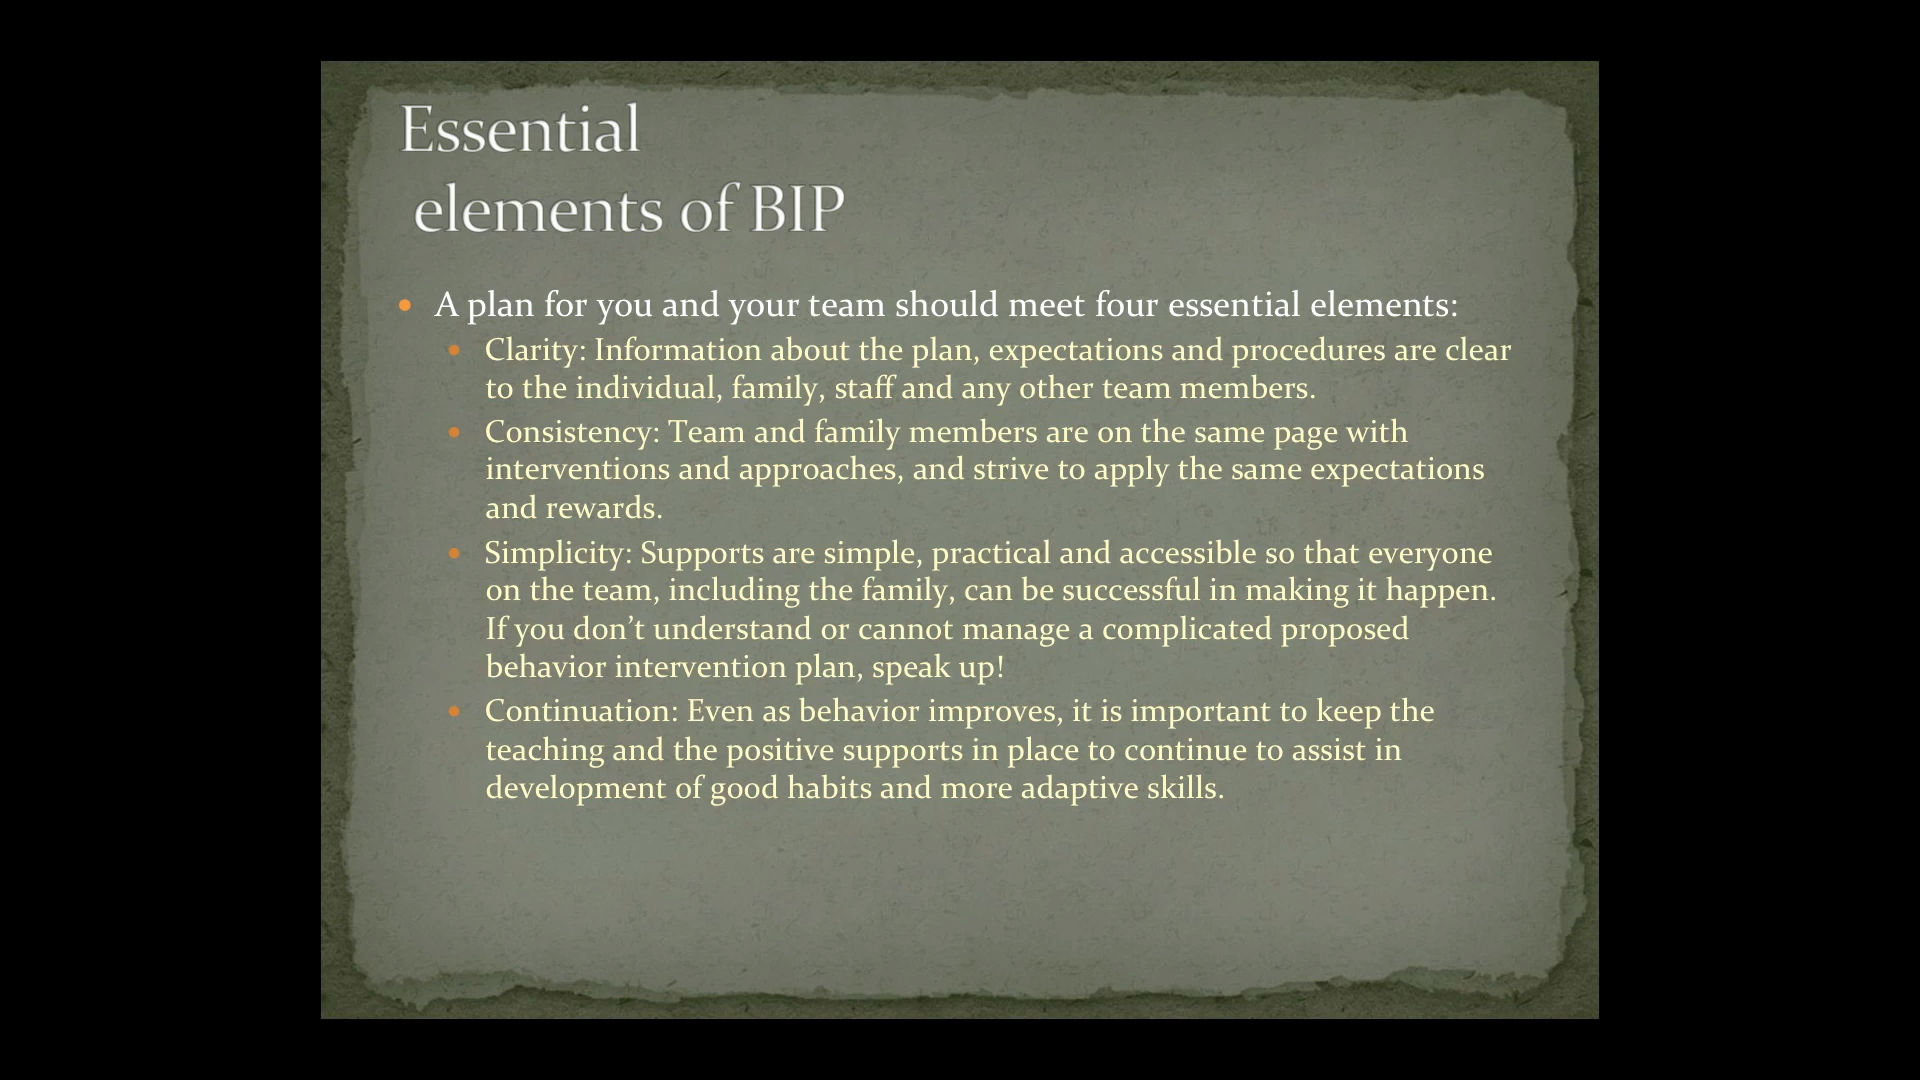 Essential
elements of BIP
• A plan for you and your team should meet four essential elements:
• Clarity: Information about the plan, expectations and procedures are clear
to the individual, family, staff and any other team members.
• Consistency: Team and family members are on the same page with
interventions and approaches, and strive to apply the same expectations
and rewards.
• Simplicity: Supports are simple, practical and accessible so that everyone
on the team, including the family, can be successful in making it happen.
If you don’t understand or cannot manage a complicated proposed
behavior intervention plan, speak up!
• Continuation: Even as behavior improves, it is important to keep the
teaching and the positive supports in place to continue to assist in
development of good habits and more adaptive skills.